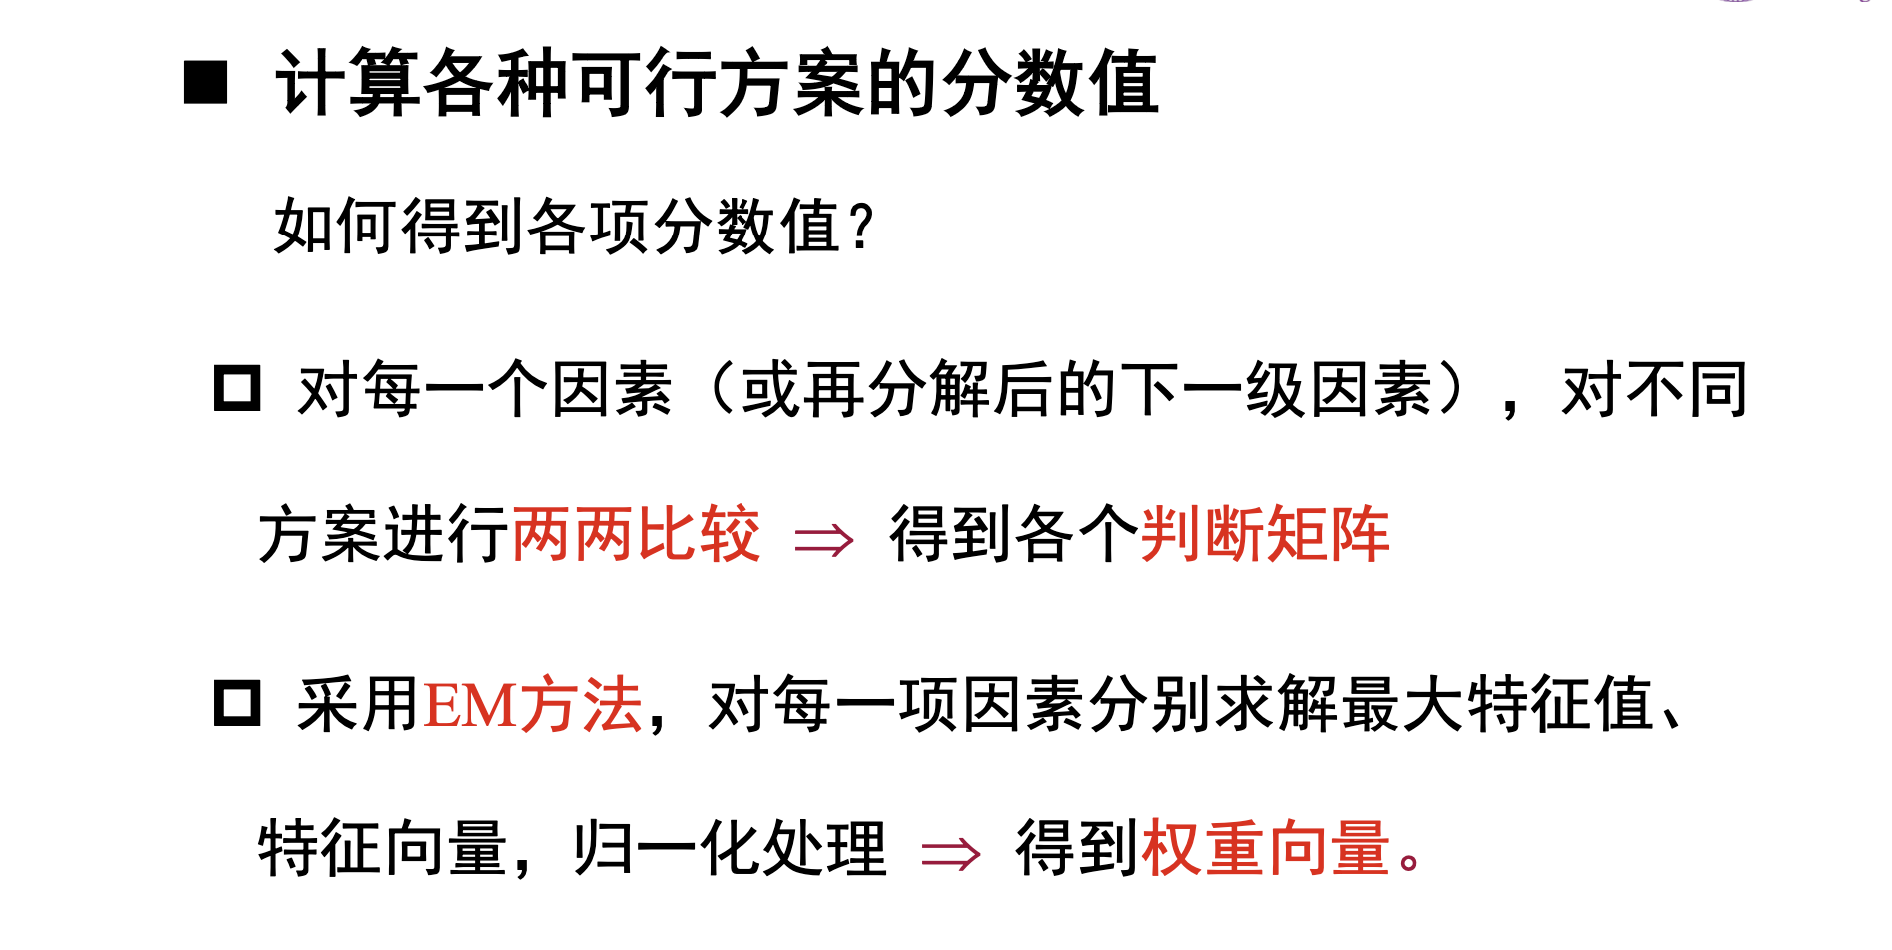 ■ 计算各种可行方案的分数值
如何得到各项分数值？
□ 对每一个因素（或再分解后的下一级因素），对不同
方案进行两两比较 ⇒ 得到各个判断矩阵
□ 采用EM方法，对每一项因素分别求解最大特征值、
特征向量，归一化处理 ⇒ 得到权重向量。